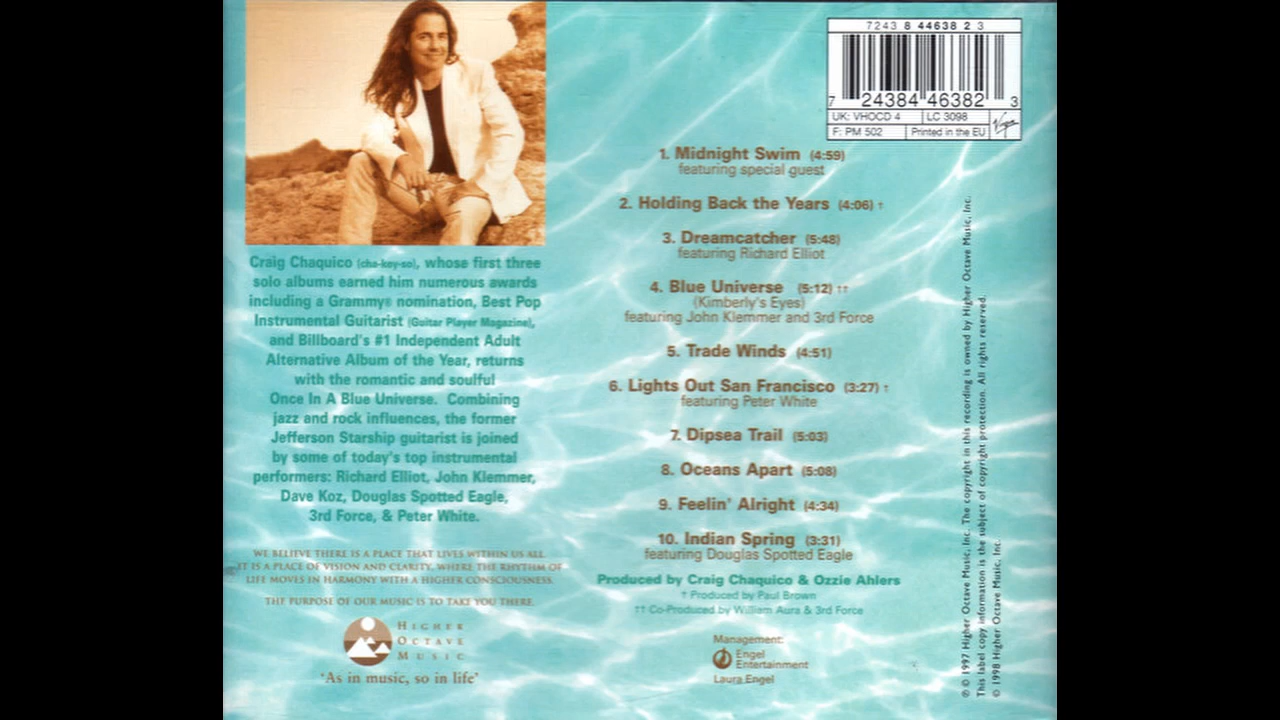 7243 8 44638 2 3
7 24384 46382 3
UK: VHOCD 4
LC 3098
F: PM 502
Printed in the EU
Virgin
1. Midnight Swim (4:59)
featuring special guest
2. Holding Back the Years (4:06) †
3. Dreamcatcher (5:48)
featuring Richard Elliot
4. Blue Universe (5:12) ††
(Kimberly's Eyes)
featuring John Klemmer and 3rd Force
5. Trade Winds (4:51)
6. Lights Out San Francisco (3:27) †
featuring Peter White
7. Dipsea Trail (5:03)
8. Oceans Apart (5:08)
9. Feelin' Alright (4:34)
10. Indian Spring (3:31)
featuring Douglas Spotted Eagle
Produced by Craig Chaquico & Ozzie Ahlers
† Produced by Paul Brown
†† Co-Produced by William Aura & 3rd Force
Management:
Engel
Entertainment
Laura Engel
Craig Chaquico (cha-key-so), whose first three
solo albums earned him numerous awards
including a Grammy® nomination, Best Pop
Instrumental Guitarist (Guitar Player Magazine),
and Billboard's #1 Independent Adult
Alternative Album of the Year, returns
with the romantic and soulful
Once In A Blue Universe. Combining
jazz and rock influences, the former
Jefferson Starship guitarist is joined
by some of today's top instrumental
performers: Richard Elliot, John Klemmer,
Dave Koz, Douglas Spotted Eagle,
3rd Force, & Peter White.
WE BELIEVE THERE IS A PLACE THAT LIVES WITHIN US ALL.
IT IS A PLACE OF VISION AND CLARITY, WHERE THE RHYTHM OF
LIFE MOVES IN HARMONY WITH A HIGHER CONSCIOUSNESS.
THE PURPOSE OF OUR MUSIC IS TO TAKE YOU THERE.
HIGHER
OCTAVE
MUSIC
'As in music, so in life'
℗ © 1997 Higher Octave Music, Inc. The copyright in this recording is owned by Higher Octave Music, Inc.
This label copy information is the subject of copyright protection. All rights reserved.
© 1998 Higher Octave Music, Inc.